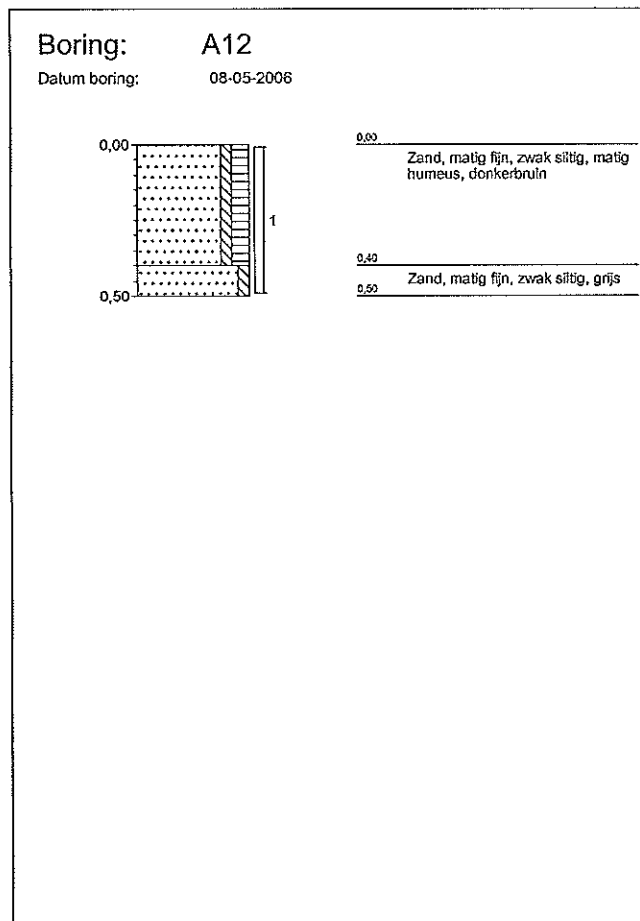 Boring: A12
Datum boring: 08-05-2006
0,00
0,50
1
0,00
Zand, matig fijn, zwak siltig, matig
humeus, donkerbruin
0,40
Zand, matig fijn, zwak siltig, grijs
0,50